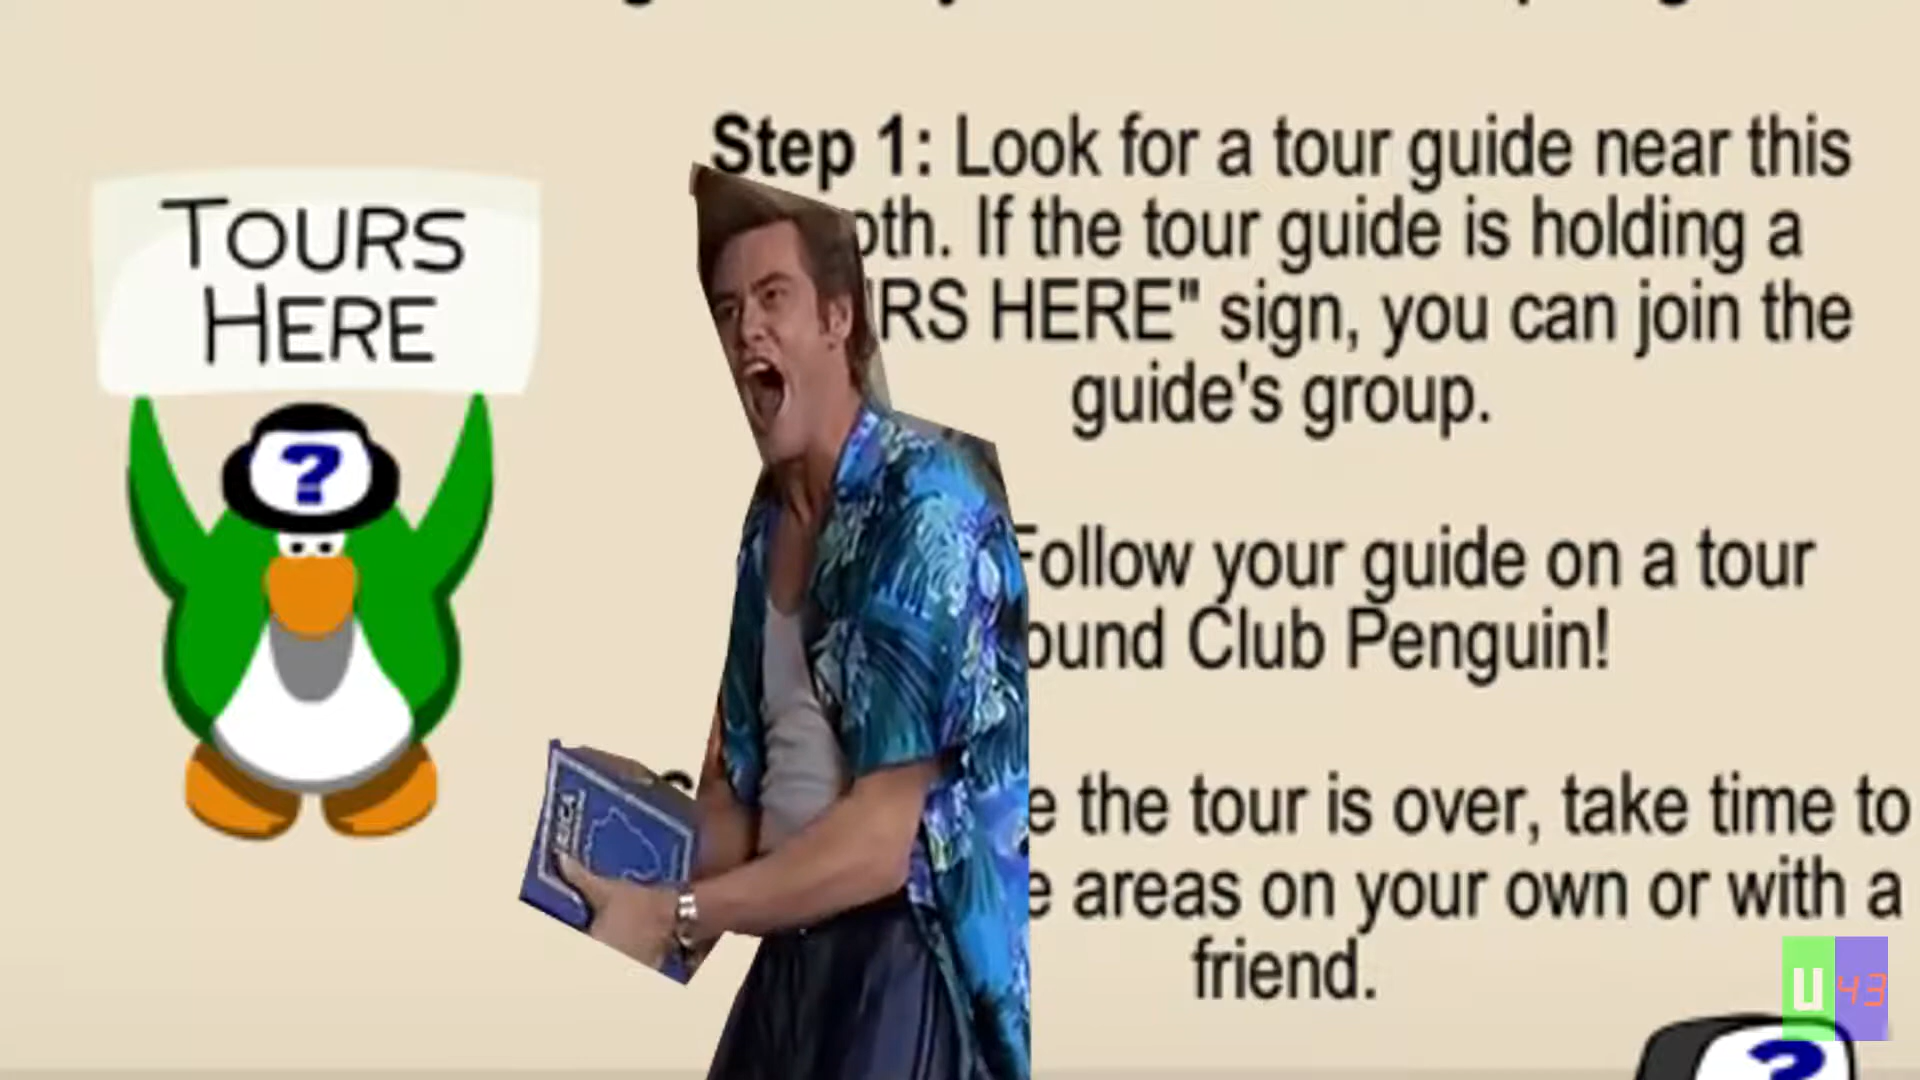 TOURS
HERE
Step 1: Look for a tour guide near this
oth. If the tour guide is holding a
RS HERE" sign, you can join the
guide's group.
Follow your guide on a tour
ound Club Penguin!
e the tour is over, take time to
e areas on your own or with a
friend.
?
RICA
U 43
?